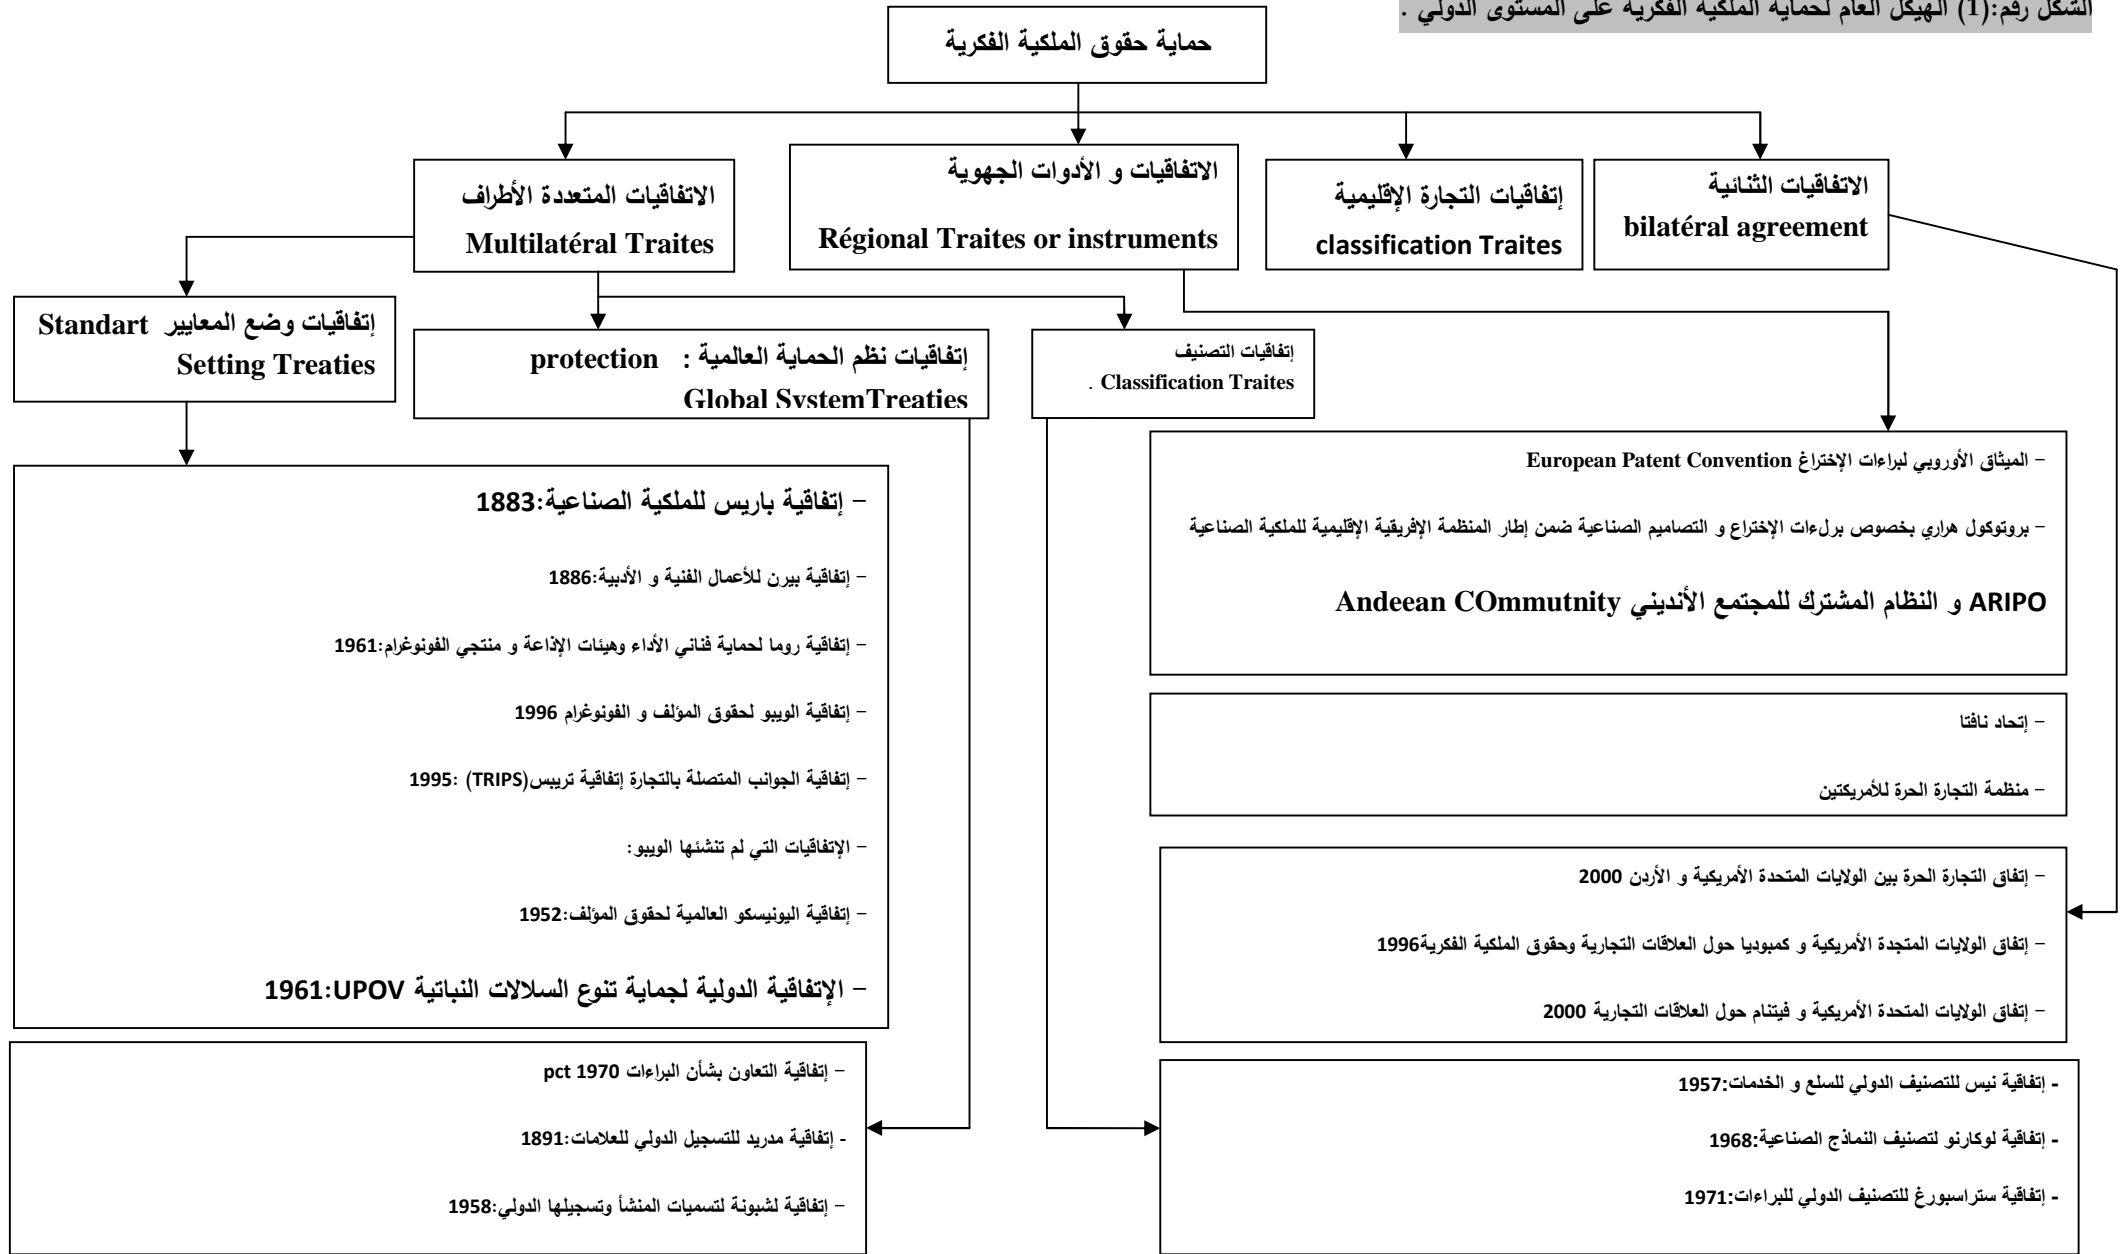 الشكل رقم:(1) الهيكل العام لحماية الملكية الفكرية على المستوى الدولي .
حماية حقوق الملكية الفكرية
الاتفاقيات الثنائية
bilatéral agreement
إتفاقيات التجارة الإقليمية
classification Traites
الاتفاقيات و الأدوات الجهوية
Régional Traites or instruments
الاتفاقيات المتعددة الأطراف
Multilatéral Traites
إتفاقيات التصنيف
Classification Traites .
إتفاقيات نظم الحماية العالمية : protection
Global SystemTreaties
إتفاقيات وضع المعايير Standart
Setting Treaties
– الميثاق الأوروبي لبراءات الإختراغ European Patent Convention
– بروتوكول هراري بخصوص برلءات الإختراع و التصاميم الصناعية ضمن إطار المنظمة الإفريقية الإقليمية للملكية الصناعية
ARIPO و النظام المشترك للمجتمع الأنديني Andeean COmmutnity
– إتحاد نافتا
– منظمة التجارة الحرة للأمريكتين
– إتفاق التجارة الحرة بين الولايات المتحدة الأمريكية و الأردن 2000
– إتفاق الولايات المتجدة الأمريكية و كمبوديا حول العلاقات التجارية وحقوق الملكية الفكرية1996
– إتفاق الولايات المتحدة الأمريكية و فيتنام حول العلاقات التجارية 2000
- إتفاقية نيس للتصنيف الدولي للسلع و الخدمات:1957
- إتفاقية لوكارنو لتصنيف النماذج الصناعية:1968
- إتفاقية ستراسبورغ للتصنيف الدولي للبراءات:1971
– إتفاقية باريس للملكية الصناعية:1883
– إتفاقية بيرن للأعمال الفنية و الأدبية:1886
– إتفاقية روما لحماية فناني الأداء وهيئات الإذاعة و منتجي الفونوغرام:1961
– إتفاقية الويبو لحقوق المؤلف و الفونوغرام 1996
– إتفاقية الجوانب المتصلة بالتجارة إتفاقية تريبس(TRIPS) :1995
– الإتفاقيات التي لم تنشئها الويبو:
– إتفاقية اليونيسكو العالمية لحقوق المؤلف:1952
– الإتفاقية الدولية لجماية تنوع السلالات النباتية UPOV:1961
– إتفاقية التعاون بشأن البراءات pct 1970
- إتفاقية مدريد للتسجيل الدولي للعلامات:1891
– إتفاقية لشبونة لتسميات المنشأ وتسجيلها الدولي:1958